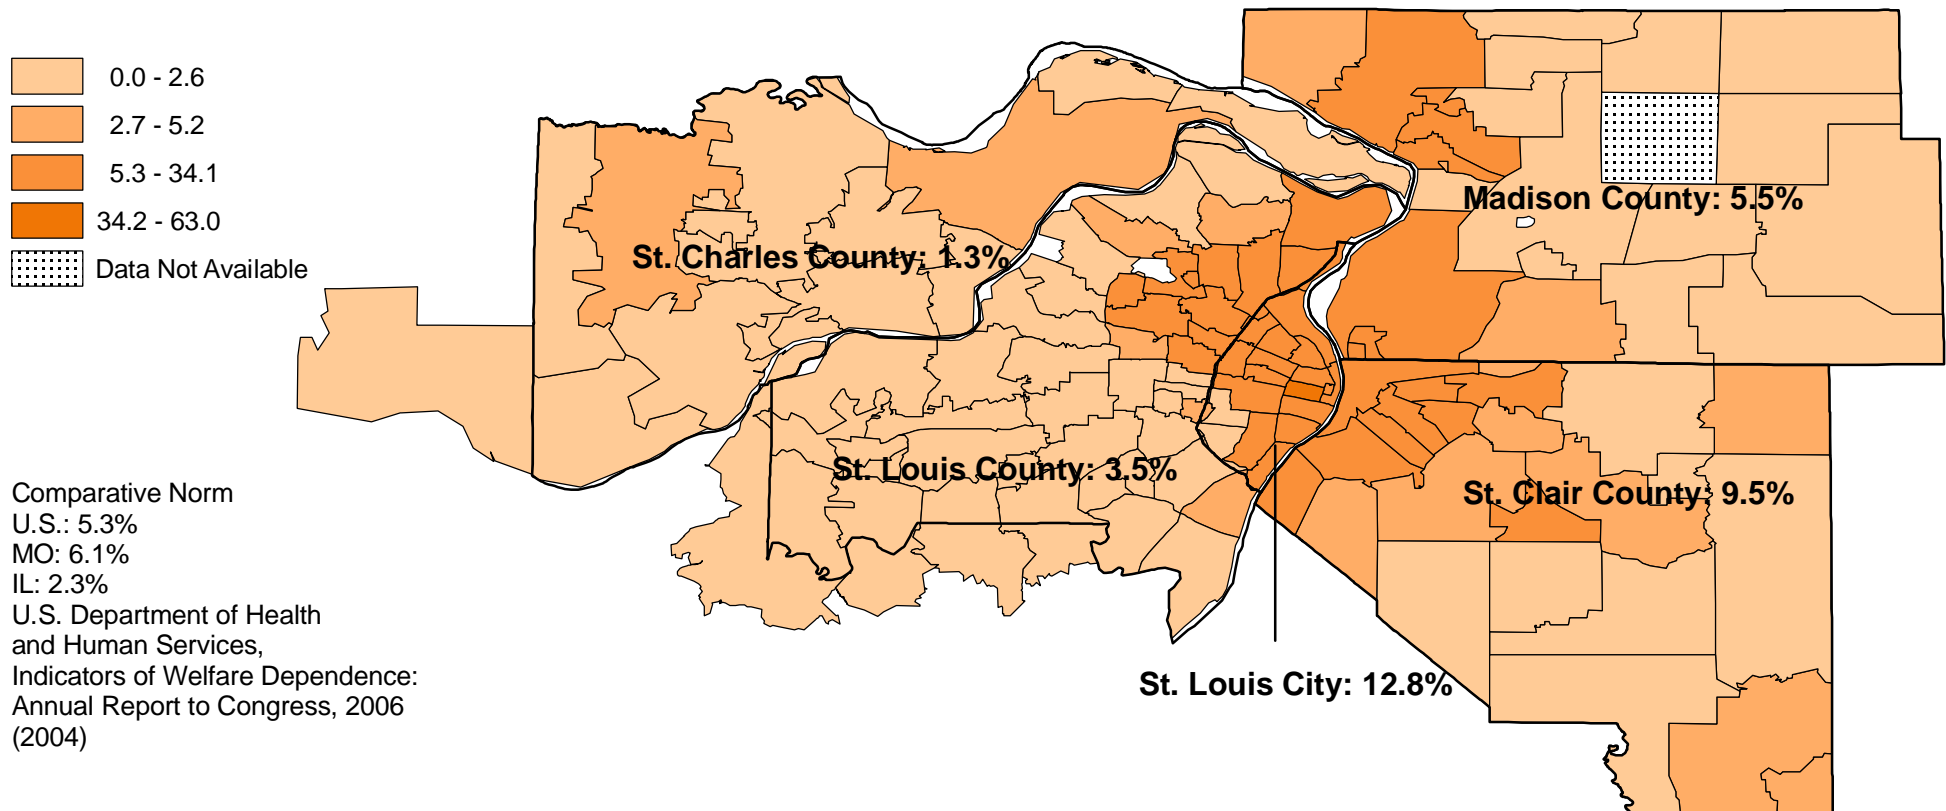 0.0 - 2.6
2.7 - 5.2
5.3 - 34.1
34.2 - 63.0
Data Not Available
Madison County: 5.5%
St. Charles County: 1.3%
St. Louis County: 3.5%
St. Clair County: 9.5%
St. Louis City: 12.8%
Comparative Norm
U.S.: 5.3%
MO: 6.1%
IL: 2.3%
U.S. Department of Health
and Human Services,
Indicators of Welfare Dependence:
Annual Report to Congress, 2006
(2004)